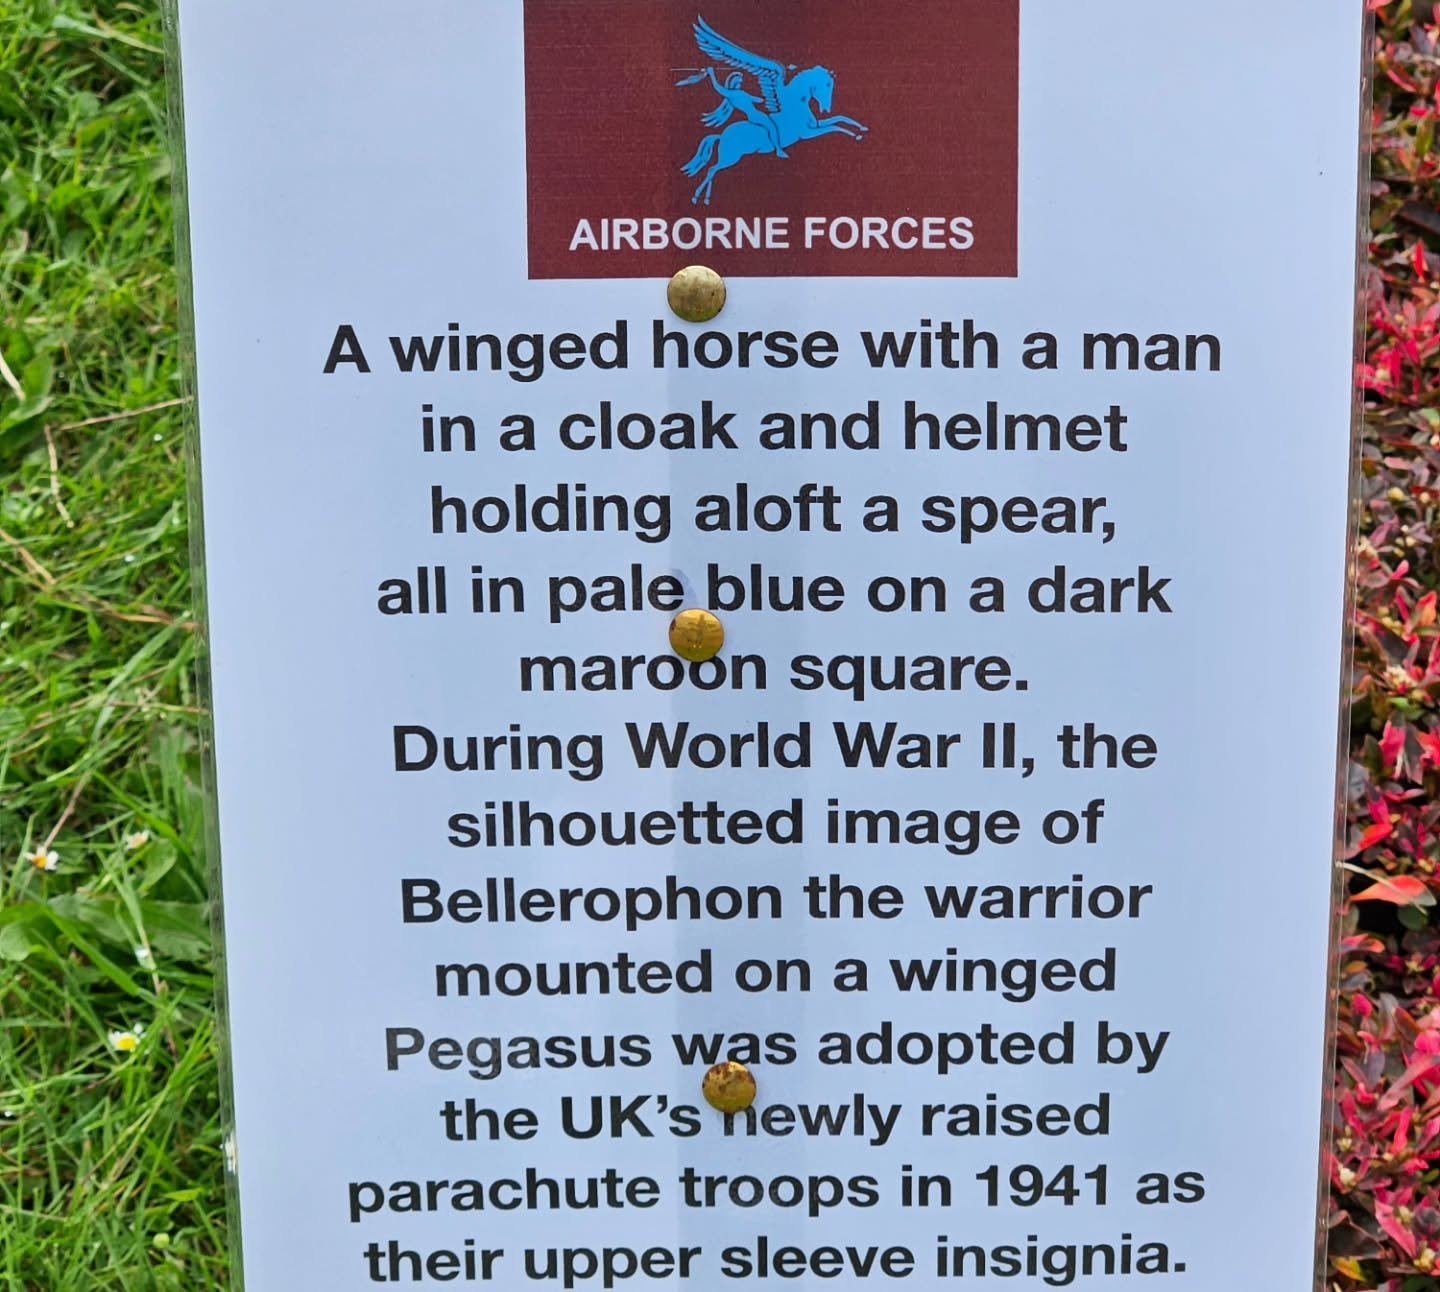 AIRBORNE FORCES
A winged horse with a man
in a cloak and helmet
holding aloft a spear,
all in pale blue on a dark
maroon square.
During World War II, the
silhouetted image of
Bellerophon the warrior
mounted on a winged
Pegasus was adopted by
the UK’s newly raised
parachute troops in 1941 as
their upper sleeve insignia.